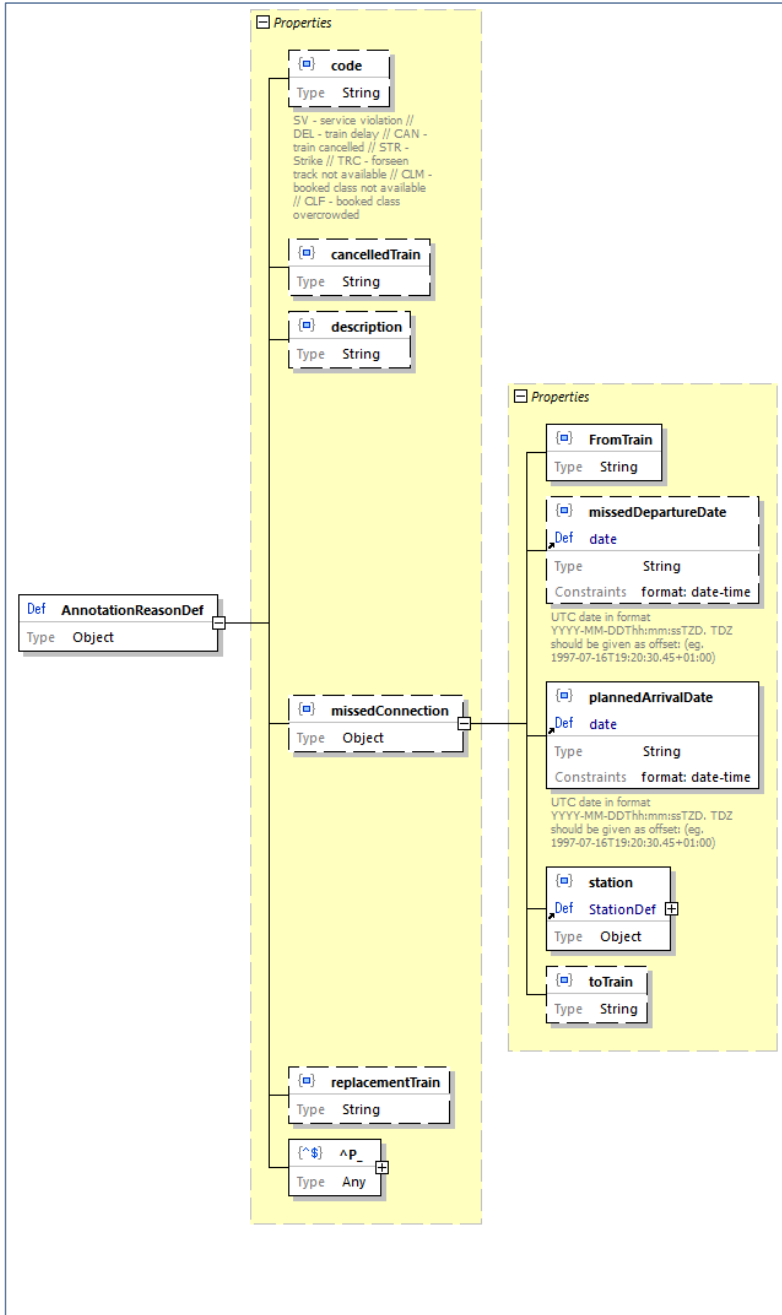 Properties
code
Type String
SV - service violation //
DEL - train delay // CAN -
train cancelled // STR -
Strike // TRC - forseen
track not available // CLM -
booked class not available
// CLF - booked class
overcrowded
cancelledTrain
Type String
description
Type String
Def AnnotationReasonDef
Type Object
missedConnection
Type Object
replacementTrain
Type String
{^$} ^P_
Type Any
Properties
FromTrain
Type String
missedDepartureDate
Def date
Type String
Constraints format: date-time
UTC date in format
YYYY-MM-DDThh:mm:ssTZD. TDZ
should be given as offset: (eg.
1997-07-16T19:20:30.45+01:00)
plannedArrivalDate
Def date
Type String
Constraints format: date-time
UTC date in format
YYYY-MM-DDThh:mm:ssTZD. TDZ
should be given as offset: (eg.
1997-07-16T19:20:30.45+01:00)
station
Def StationDef
Type Object
toTrain
Type String